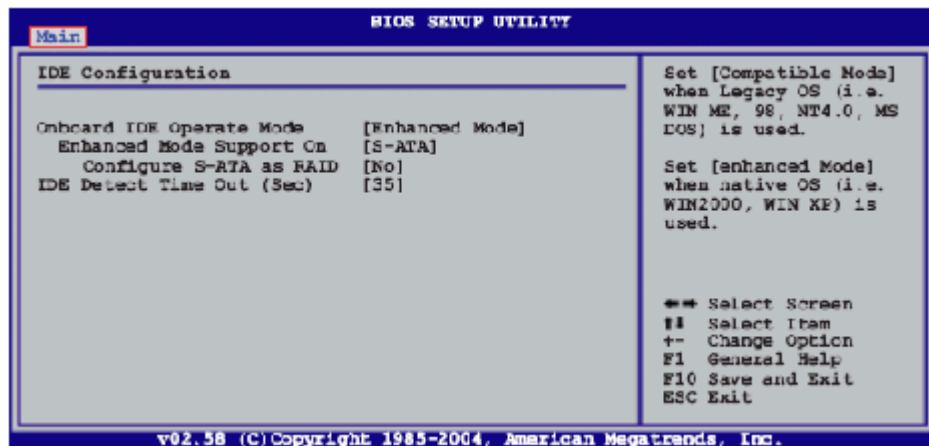 BIOS SETUP UTILITY
Main
IDE Configuration
Onboard IDE Operate Mode [Enhanced Mode]
Enhanced Mode Support On [S-ATA]
Configure S-ATA as RAID [No]
IDE Detect Time Out (Sec) [35]
Set [Compatible Mode]
when Legacy OS (i.e.
WIN ME, 98, NT4.0, MS
DOS) is used.
Set [enhanced Mode]
when native OS (i.e.
WIN2000, WIN XP) is
used.
←→ Select Screen
↑↓ Select Item
+- Change Option
F1 General Help
F10 Save and Exit
ESC Exit
v02.58 (C)Copyright 1985-2004, American Megatrends, Inc.